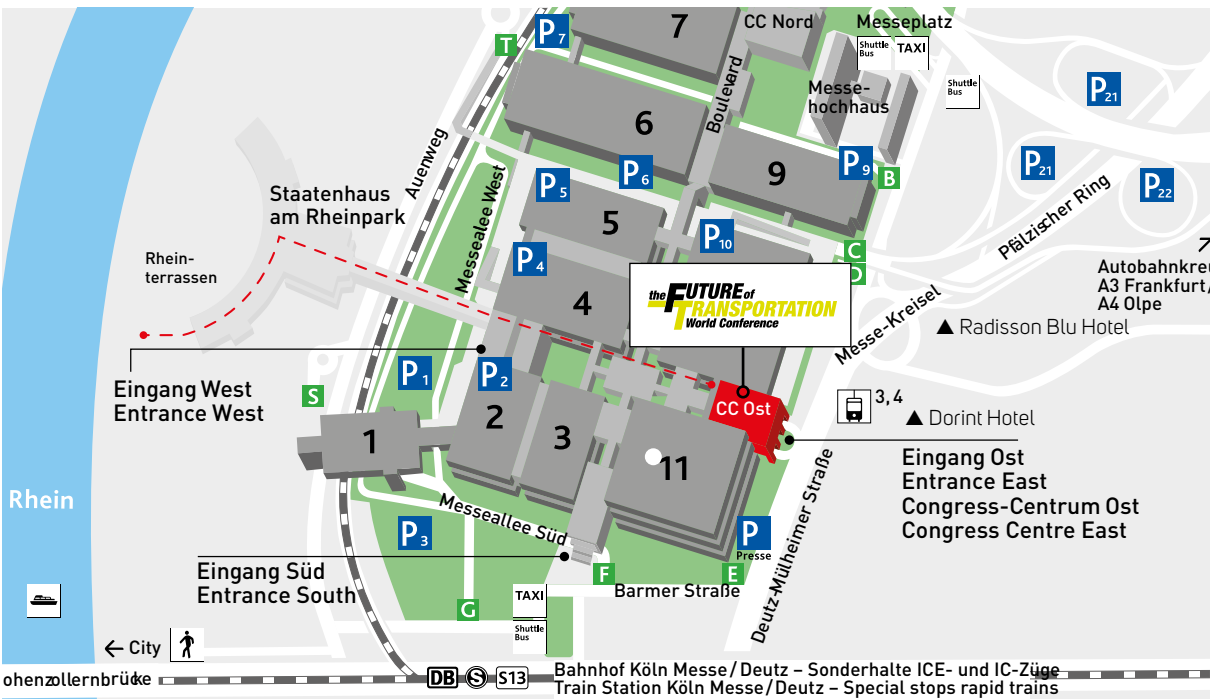 7
CC Nord
Messeplatz
P7
T
Shuttle
Bus
TAXI
Shuttle
Bus
P21
Boulevard
Messe-
hochhaus
6
Auenweg
P6
9
P9
B
P21
P22
Staatenhaus
am Rheinpark
Messealee West
P5
5
P10
Pfälzischer Ring
C
D
Rhein-
terrassen
P4
4
the FUTURE of
TRANSPORTATION
World Conference
Autobahnkreu
A3 Frankfurt/
A4 Olpe
Messe-Kreisel
Radisson Blu Hotel
Eingang West
Entrance West
S
P1
P2
CC Ost
3, 4
Dorint Hotel
1
2
3
11
Eingang Ost
Entrance East
Congress-Centrum Ost
Congress Centre East
Rhein
Messeallee Süd
P3
P
Presse
Deutz-Mülheimer Straße
Eingang Süd
Entrance South
F
E
Barmer Straße
G
TAXI
Shuttle
Bus
← City
ohenzollernbrücke
DB
S
S13
Bahnhof Köln Messe/Deutz – Sonderhalte ICE- und IC-Züge
Train Station Köln Messe/Deutz – Special stops rapid trains